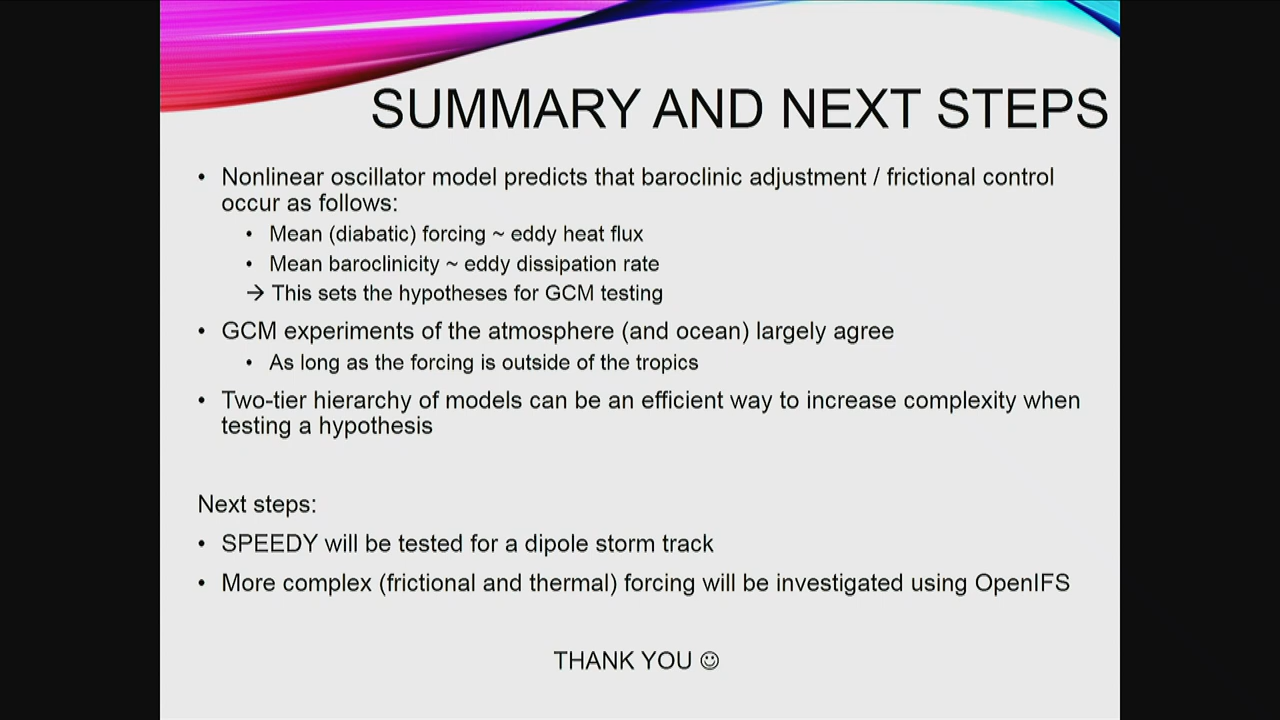 SUMMARY AND NEXT STEPS
• Nonlinear oscillator model predicts that baroclinic adjustment / frictional control
occur as follows:
• Mean (diabatic) forcing ~ eddy heat flux
• Mean baroclinicity ~ eddy dissipation rate
→ This sets the hypotheses for GCM testing
• GCM experiments of the atmosphere (and ocean) largely agree
• As long as the forcing is outside of the tropics
• Two-tier hierarchy of models can be an efficient way to increase complexity when
testing a hypothesis
Next steps:
• SPEEDY will be tested for a dipole storm track
• More complex (frictional and thermal) forcing will be investigated using OpenIFS
THANK YOU ☺